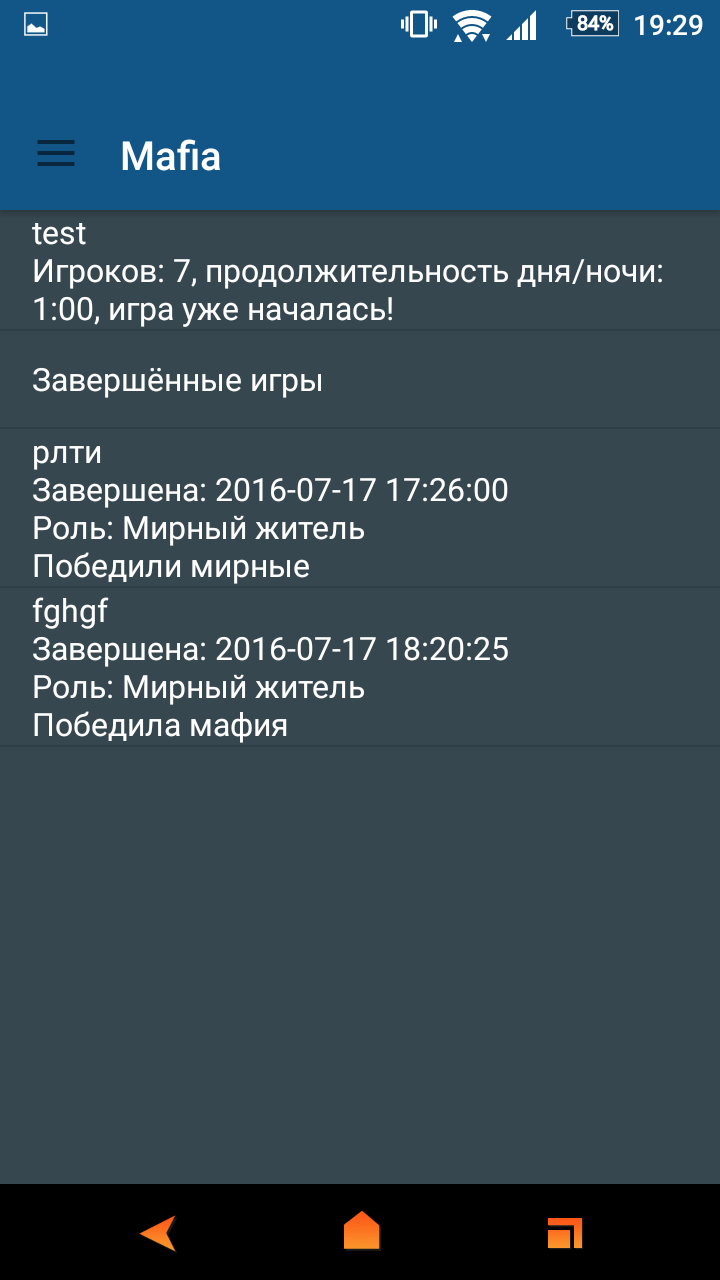 84% 19:29
Mafia
test
Игроков: 7, продолжительность дня/ночи:
1:00, игра уже началась!
Завершённые игры
рлти
Завершена: 2016-07-17 17:26:00
Роль: Мирный житель
Победили мирные
fghgf
Завершена: 2016-07-17 18:20:25
Роль: Мирный житель
Победила мафия